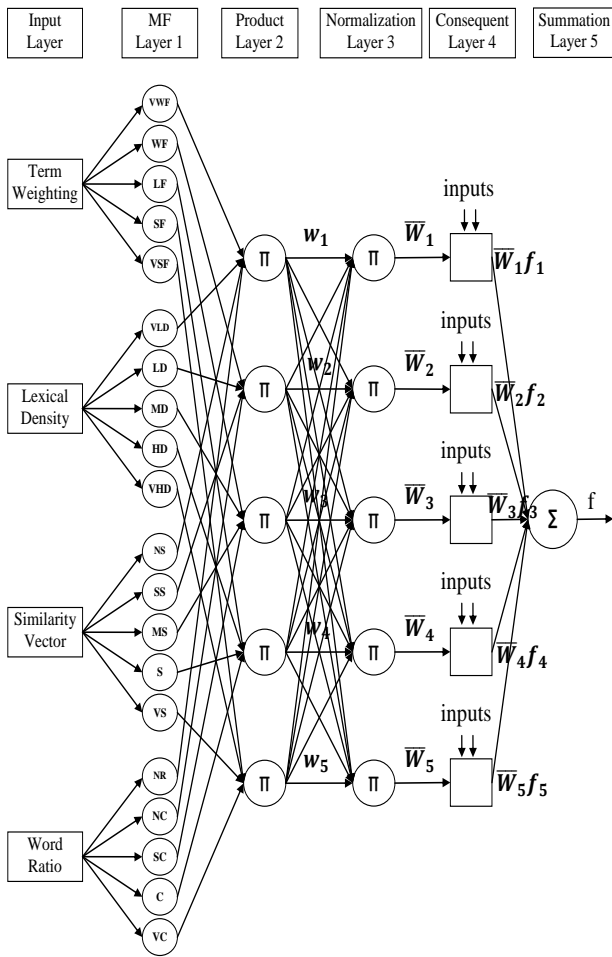 Input
Layer
MF
Layer 1
Product
Layer 2
Normalization
Layer 3
Consequent
Layer 4
Summation
Layer 5
Term
Weighting
VWF
WF
LF
SF
VSF
Lexical
Density
VLD
LD
MD
HD
VHD
Similarity
Vector
NS
SS
MS
S
VS
Word
Ratio
NR
NC
SC
C
VC
Π
Π
Π
Π
Π
w₁
w₂
w₃
w₄
w₅
Π
Π
Π
Π
Π
W̅₁
W̅₂
W̅₃
W̅₄
W̅₅
inputs
inputs
inputs
inputs
inputs
W̅₁f₁
W̅₂f₂
W̅₃f₃
W̅₄f₄
W̅₅f₅
Σ
f